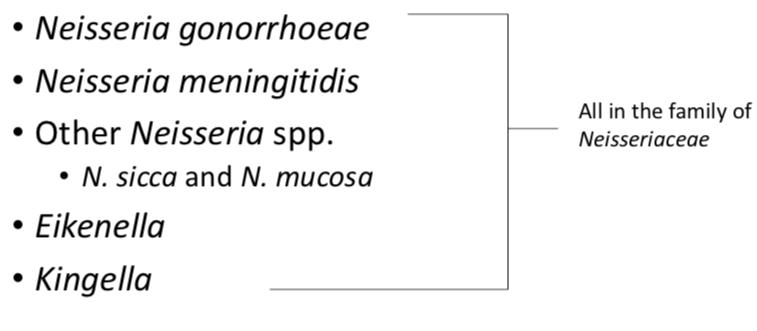 • Neisseria gonorrhoeae
• Neisseria meningitidis
• Other Neisseria spp.
• N. sicca and N. mucosa
• Eikenella
• Kingella
All in the family of
Neisseriaceae